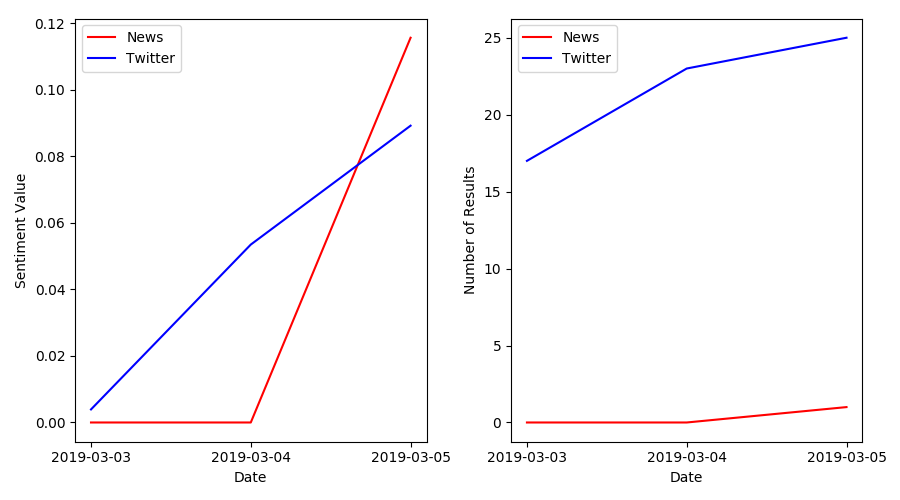 News
Twitter
0.12
0.10
0.08
0.06
0.04
0.02
0.00
Sentiment Value
2019-03-03 2019-03-04 2019-03-05
Date
News
Twitter
25
20
15
10
5
0
Number of Results
2019-03-03 2019-03-04 2019-03-05
Date